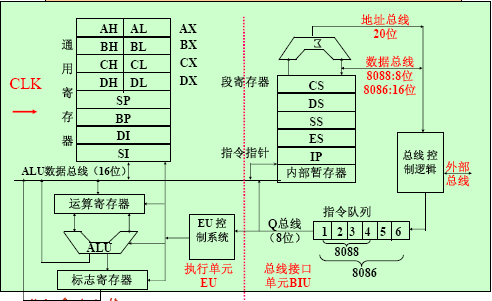 地址总线
20位
AH AL AX
BH BL BX
CH CL CX
DH DL DX
SP
BP
DI
SI
通用寄存器
CLK
Σ
数据总线
8088:8位
8086:16位
段寄存器
CS
DS
SS
ES
IP
内部暂存器
指令指针
总线控制逻辑
外部
总线
ALU数据总线（16位）
运算寄存器
ALU
标志寄存器
EU 控
制系统
Q总线
（8位）
指令队列
1 2 3 4 5 6
8088
8086
执行单元
EU
总线接口
单元BIU